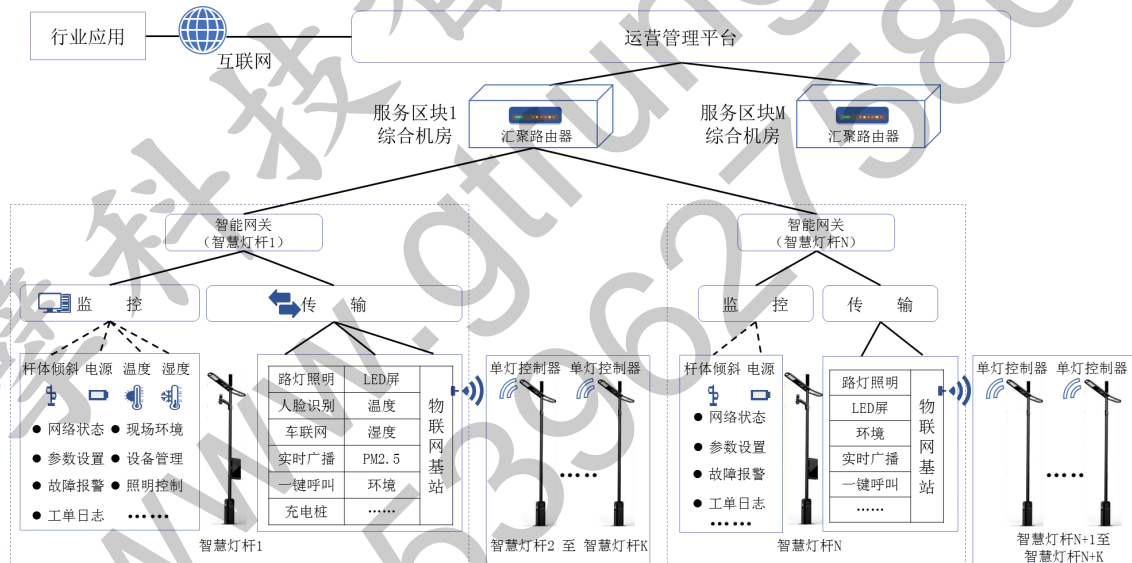 行业应用
互联网
运营管理平台
服务区块1
综合机房
汇聚路由器
服务区块M
综合机房
汇聚路由器
智能网关
（智慧灯杆1）
智能网关
（智慧灯杆N）
监 控
传 输
监 控
传 输
杆体倾斜 电源 温度 湿度
● 网络状态 ● 现场环境
● 参数设置 ● 设备管理
● 故障报警 ● 照明控制
● 工单日志 ••••••
路灯照明 LED屏
人脸识别 温度
车联网 湿度
实时广播 PM2.5
一键呼叫 环境
充电桩 ……
物联网基站
智慧灯杆1
单灯控制器 单灯控制器
•••••
智慧灯杆2 至 智慧灯杆K
杆体倾斜 电源
● 网络状态
● 参数设置
● 故障报警
● 工单日志
••••••
路灯照明
LED屏
环境
实时广播
一键呼叫
……
物联网基站
智慧灯杆N
单灯控制器 单灯控制器
•••••
智慧灯杆N+1至
智慧灯杆N+K